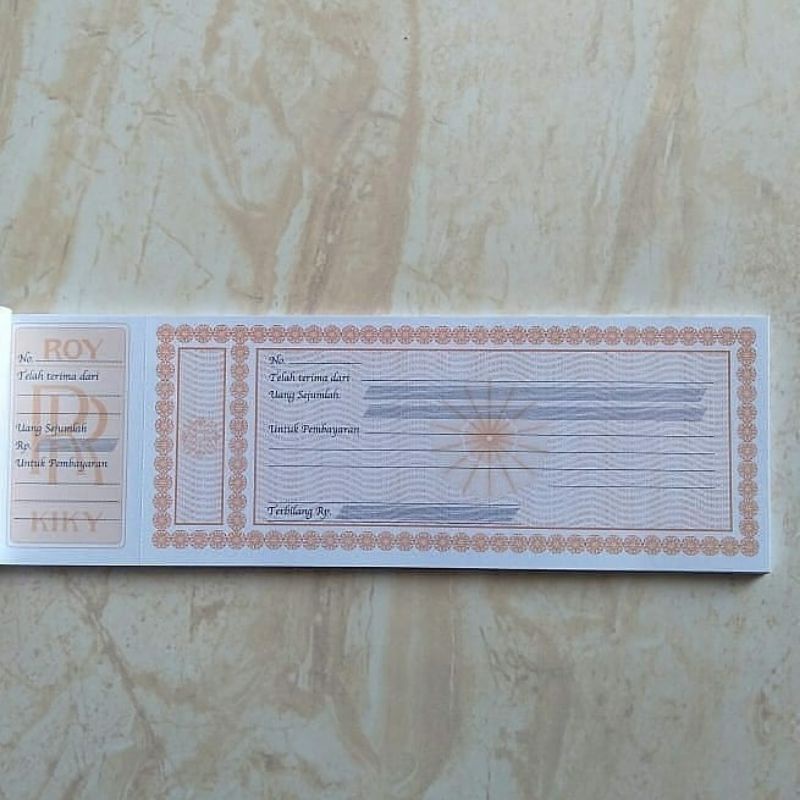 ROY
No.
Telah terima dari
Uang Sejumlah
Rp.
Untuk Pembayaran
KIKY
No.
Telah terima dari
Uang Sejumlah
Untuk Pembayaran
Terbilang Rp.